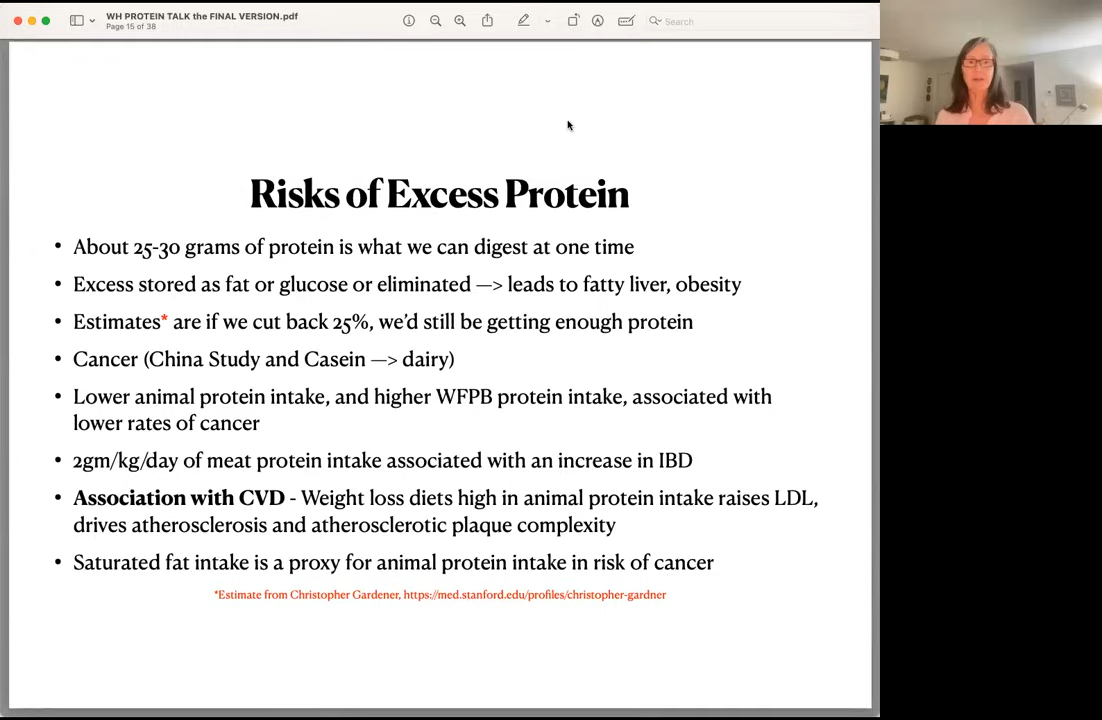 WH PROTEIN TALK the FINAL VERSION.pdf
Page 15 of 38
Search
Risks of Excess Protein
• About 25-30 grams of protein is what we can digest at one time
• Excess stored as fat or glucose or eliminated —> leads to fatty liver, obesity
• Estimates* are if we cut back 25%, we'd still be getting enough protein
• Cancer (China Study and Casein —> dairy)
• Lower animal protein intake, and higher WFPB protein intake, associated with
lower rates of cancer
• 2gm/kg/day of meat protein intake associated with an increase in IBD
• Association with CVD - Weight loss diets high in animal protein intake raises LDL,
drives atherosclerosis and atherosclerotic plaque complexity
• Saturated fat intake is a proxy for animal protein intake in risk of cancer
*Estimate from Christopher Gardener, https://med.stanford.edu/profiles/christopher-gardner